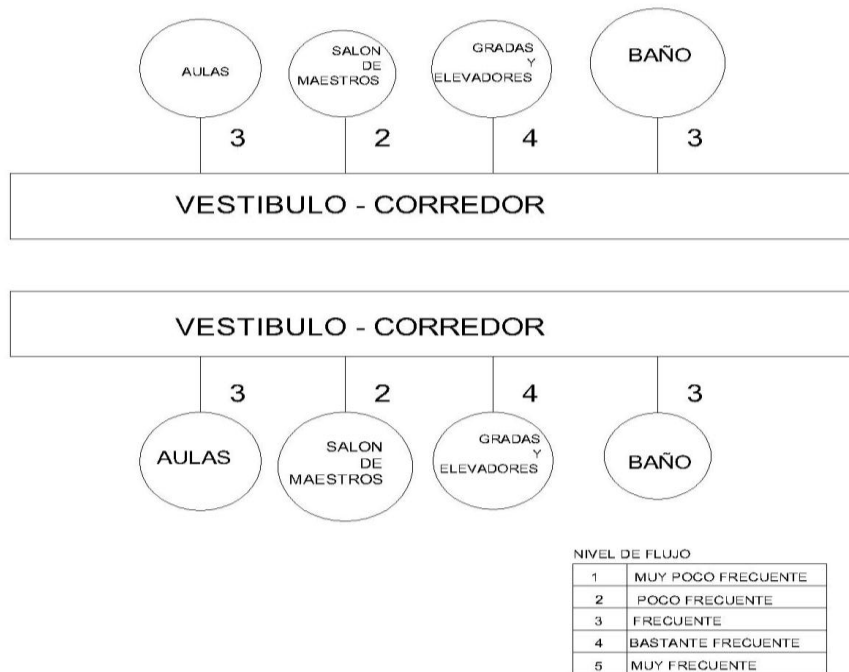 AULAS
SALON
DE
MAESTROS
GRADAS
Y
ELEVADORES
BAÑO
3
2
4
3
VESTIBULO - CORREDOR
VESTIBULO - CORREDOR
3
2
4
3
AULAS
SALON
DE
MAESTROS
GRADAS
Y
ELEVADORES
BAÑO
NIVEL DE FLUJO
1 MUY POCO FRECUENTE
2 POCO FRECUENTE
3 FRECUENTE
4 BASTANTE FRECUENTE
5 MUY FRECUENTE